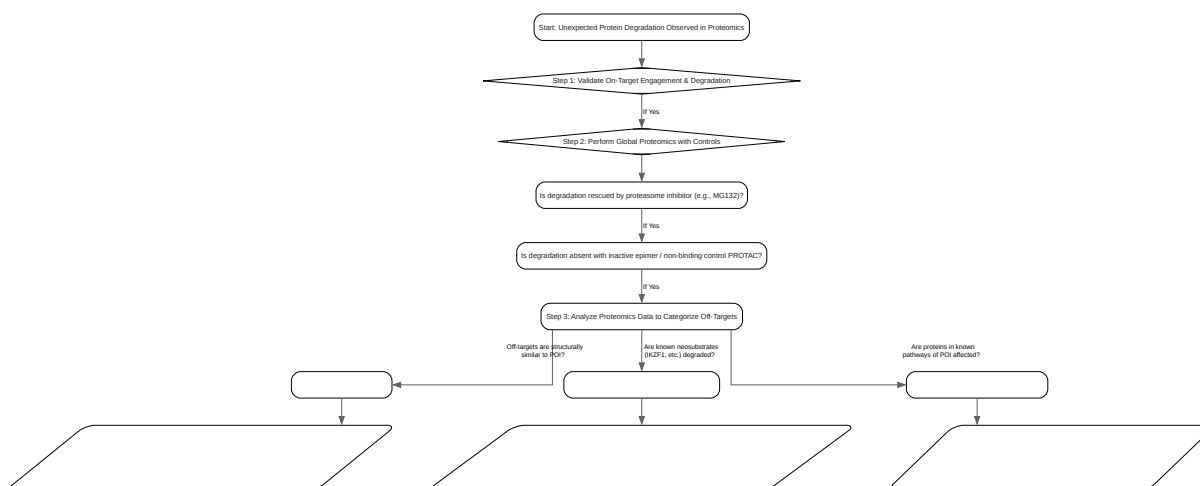 Start: Unexpected Protein Degradation Observed in Proteomics
Step 1: Validate On-Target Engagement & Degradation
If Yes
Step 2: Perform Global Proteomics with Controls
Is degradation rescued by proteasome inhibitor (e.g., MG132)?
If Yes
Is degradation absent with inactive epimer / non-binding control PROTAC?
If Yes
Step 3: Analyze Proteomics Data to Categorize Off-Targets
Off-targets are structurally
similar to POI?
Are known neosubstrates
(IKZF1, etc.) degraded?
Are proteins in known
pathways of POI affected?